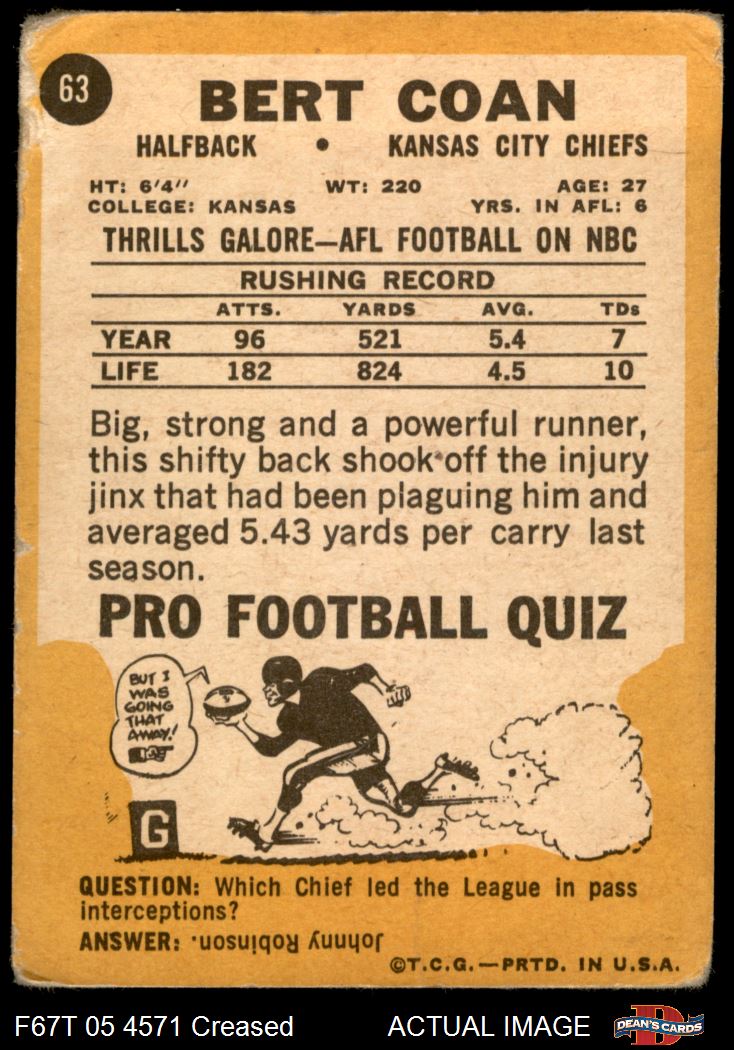 63
BERT COAN
HALFBACK • KANSAS CITY CHIEFS
HT: 6'4" WT: 220 AGE: 27
COLLEGE: KANSAS YRS. IN AFL: 6
THRILLS GALORE—AFL FOOTBALL ON NBC
RUSHING RECORD
ATTS. YARDS AVG. TDs
YEAR 96 521 5.4 7
LIFE 182 824 4.5 10
Big, strong and a powerful runner,
this shifty back shook off the injury
jinx that had been plaguing him and
averaged 5.43 yards per carry last
season.
PRO FOOTBALL QUIZ
BUT I
WAS
GOING
THAT
AWAY!
G
QUESTION: Which Chief led the League in pass
interceptions?
ANSWER: Johnny Robinson.
©T.C.G.—PRTD. IN U.S.A.
F67T 05 4571 Creased ACTUAL IMAGE D DEAN'S CARDS